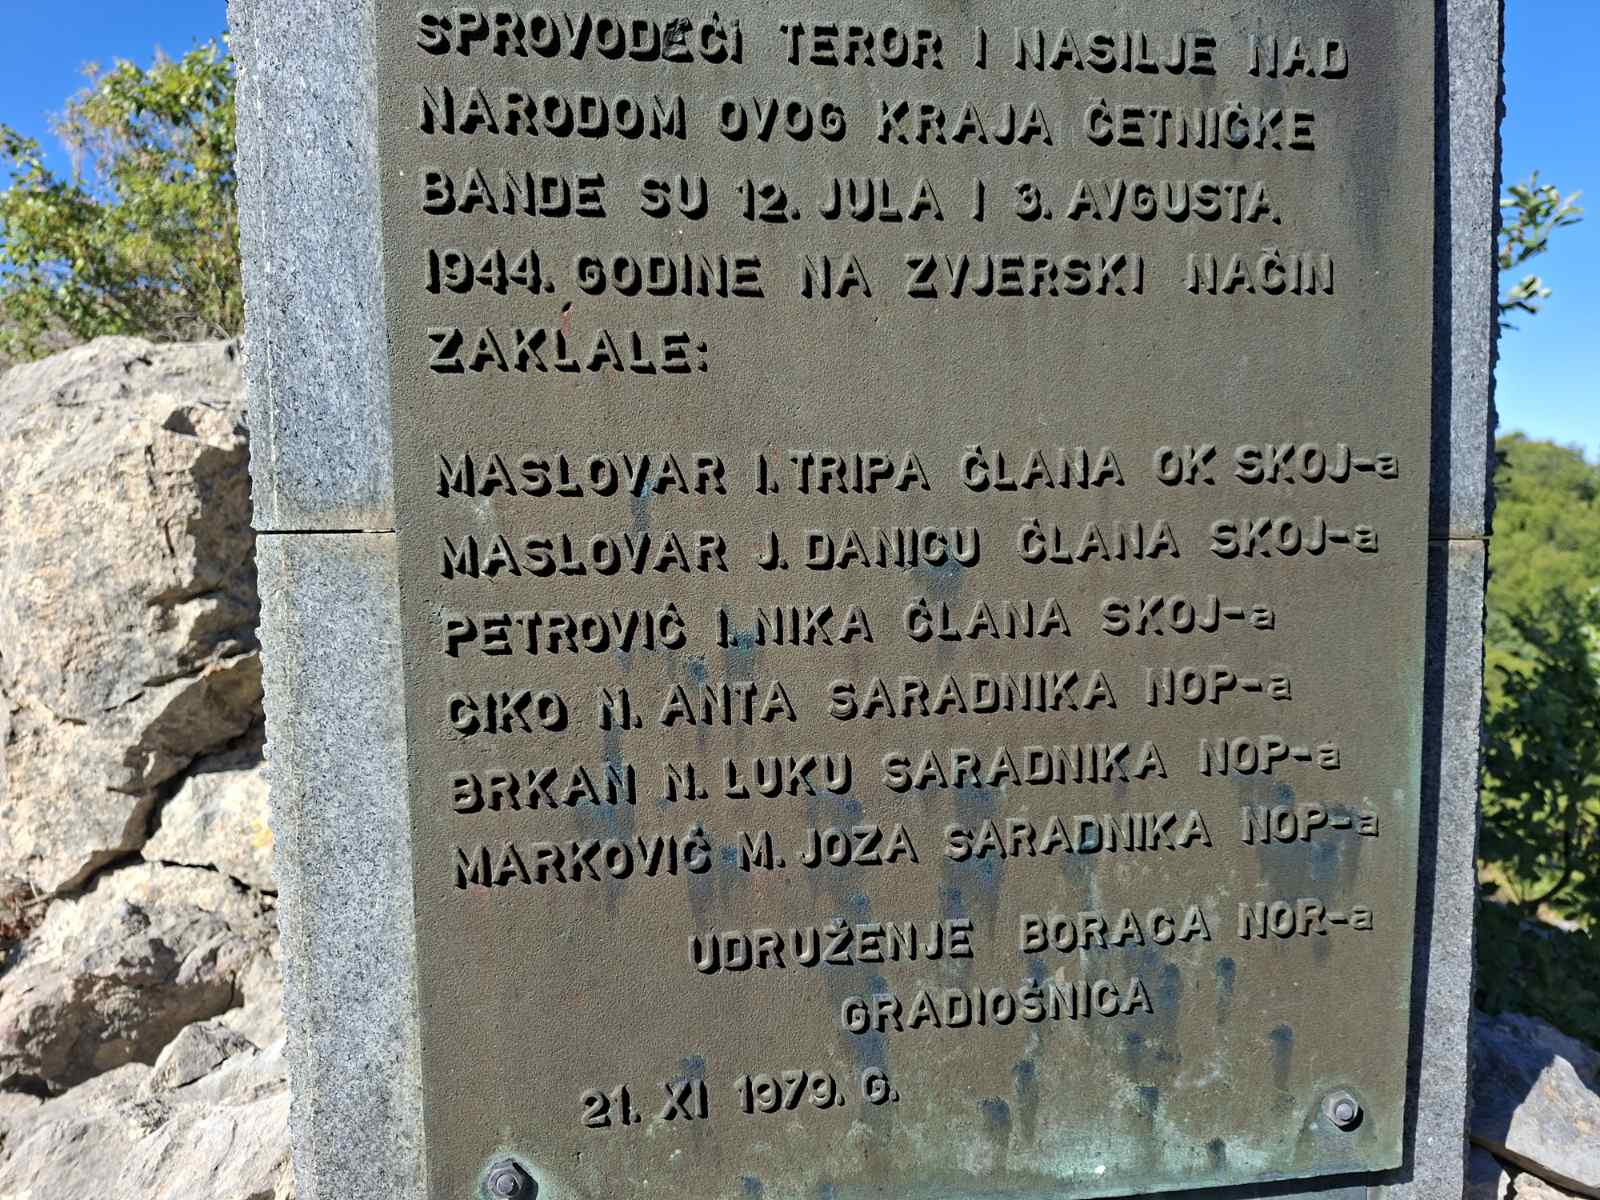 SPROVODEĆI TEROR I NASILJE NAD
NARODOM OVOG KRAJA ČETNIČKE
BANDE SU 12. JULA I 3. AVGUSTA
1944. GODINE NA ZVJERSKI NAČIN
ZAKLALE:
MASLOVAR I. TRIPA ČLANA OK SKOJ-a
MASLOVAR J. DANICU ČLANA SKOJ-a
PETROVIĆ I. NIKA ČLANA SKOJ-a
CIKO N. ANTA SARADNIKA NOP-a
BRKAN N. LUKU SARADNIKA NOP-a
MARKOVIĆ M. JOZA SARADNIKA NOP-a
UDRUŽENJE BORACA NOR-a
GRADIOŠNICA
21. XI 1979. G.